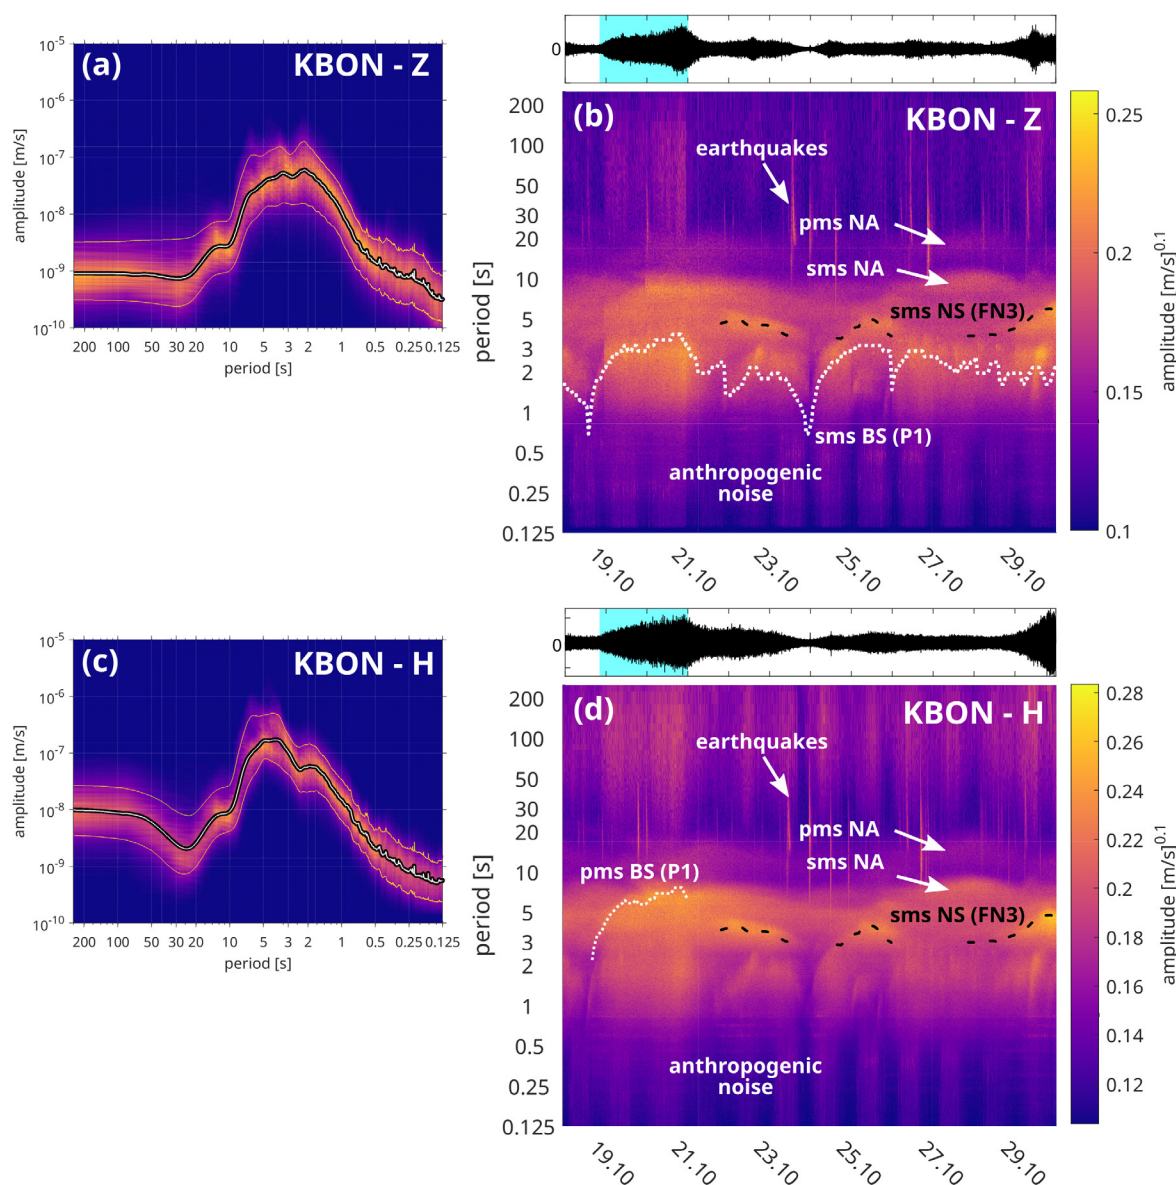 (a)
KBON - Z
10-5
10-6
10-7
10-8
10-9
10-10
amplitude [m/s]
200 100 50 30 20 10 5 3 2 1 0.5 0.25 0.125
period [s]
0
(b)
KBON - Z
earthquakes
pms NA
sms NA
sms NS (FN3)
sms BS (P1)
anthropogenic
noise
200
100
50
30
20
10
5
3
2
1
0.5
0.25
0.125
period [s]
19.10 21.10 23.10 25.10 27.10 29.10
0.25
0.2
0.15
0.1
amplitude [m/s]0.1
(c)
KBON - H
10-5
10-6
10-7
10-8
10-9
10-10
amplitude [m/s]
200 100 50 30 20 10 5 3 2 1 0.5 0.25 0.125
period [s]
0
(d)
KBON - H
earthquakes
pms NA
sms NA
pms BS (P1)
sms NS (FN3)
anthropogenic
noise
200
100
50
30
20
10
5
3
2
1
0.5
0.25
0.125
period [s]
19.10 21.10 23.10 25.10 27.10 29.10
0.28
0.26
0.24
0.22
0.2
0.18
0.16
0.14
0.12
amplitude [m/s]0.1